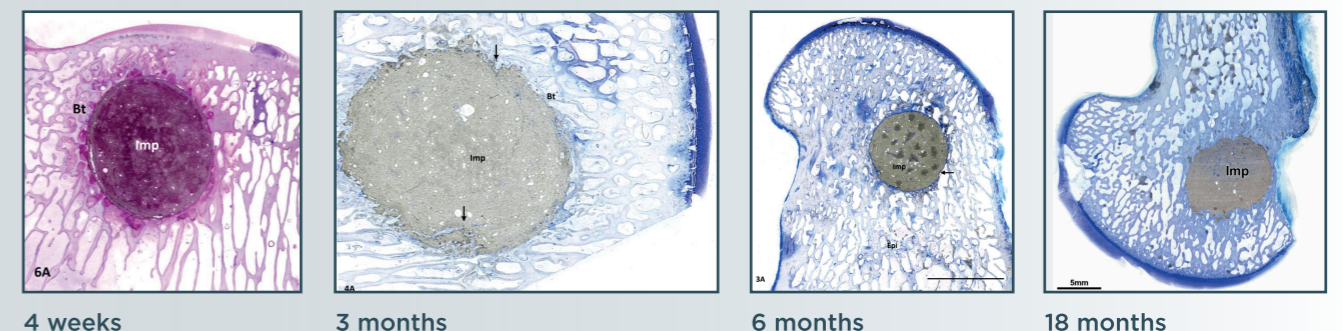 Bt
Imp
6A
4 weeks
Bt
Imp
4A
3 months
Imp
Epi
3A
6 months
Imp
5mm
18 months